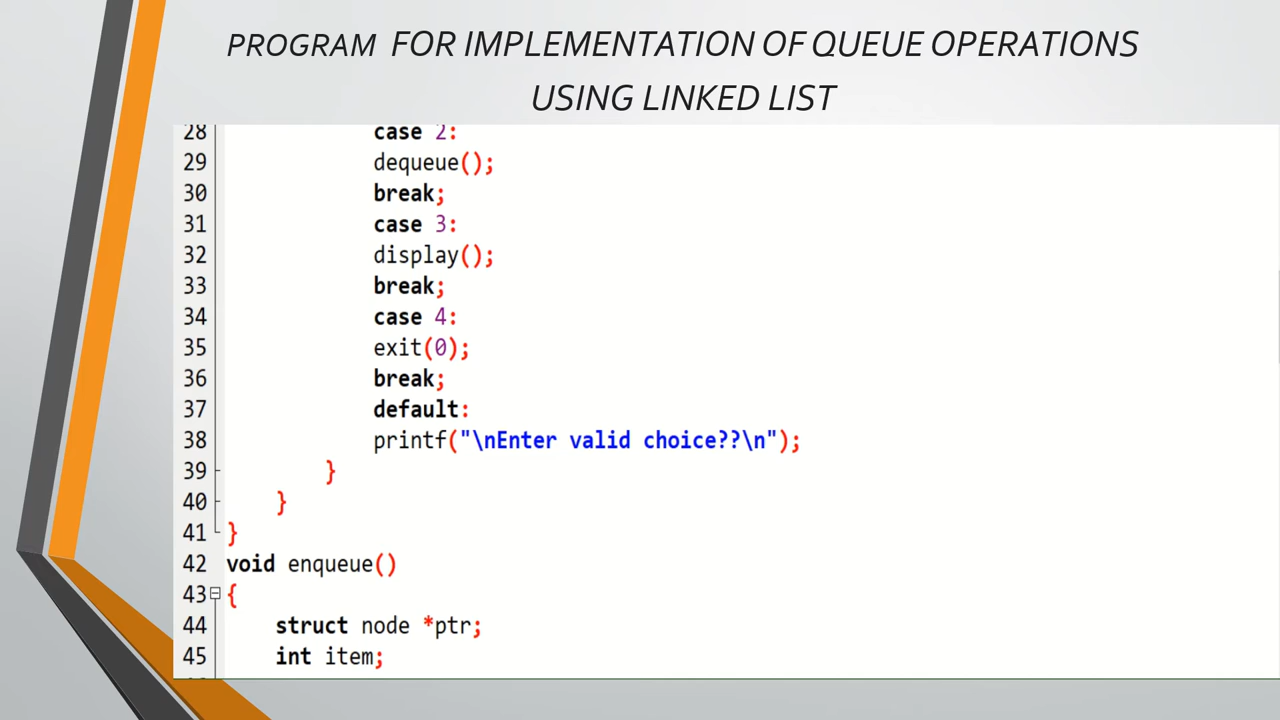 PROGRAM FOR IMPLEMENTATION OF QUEUE OPERATIONS
USING LINKED LIST
28 case 2:
29 dequeue();
30 break;
31 case 3:
32 display();
33 break;
34 case 4:
35 exit(0);
36 break;
37 default:
38 printf("\nEnter valid choice??\n");
39 }
40 }
41 }
42 void enqueue()
43 {
44 struct node *ptr;
45 int item;